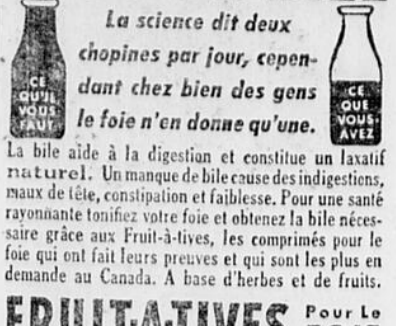 La science dit deux
chopines par jour, cepen-
dant chez bien des gens
le foie n'en donne qu'une.
CE
QU'IL
VOUS
FAUT
CE
QUE
VOUS
AVEZ
La bile aide à la digestion et constitue un laxatif
naturel. Un manque de bile cause des indigestions,
maux de tête, constipation et faiblesse. Pour une santé
rayonnante tonifiez votre foie et obtenez la bile néces-
saire grâce aux Fruit-à-tives, les comprimés pour le
foie qui ont fait leurs preuves et qui sont les plus en
demande au Canada. A base d'herbes et de fruits.
FRUIT-A-TIVES Pour Le
FOIE